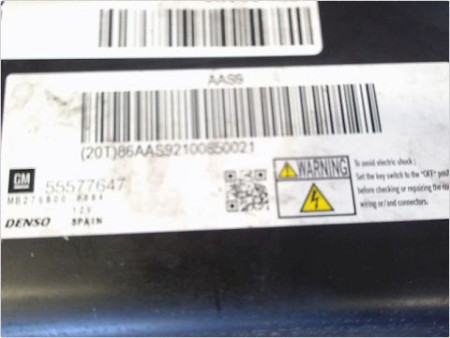 AAS9
(20T)86AAS92100850021
GM
55577647
MB275800
12V
DENSO SPAIN
WARNING
To avoid electric shock;
Set the key switch to the "OFF"
before checking or repairing the
wiring or/and connectors.